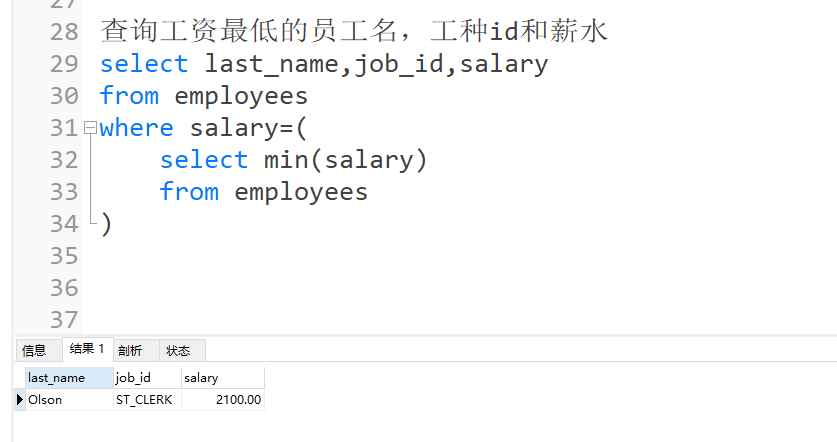 27
28 查询工资最低的员工名，工种id和薪水
29 select last_name,job_id,salary
30 from employees
31 where salary=(
32 select min(salary)
33 from employees
34 )
35
36
37
信息 结果 1 剖析 状态
last_name job_id salary
Olson ST_CLERK 2100.00